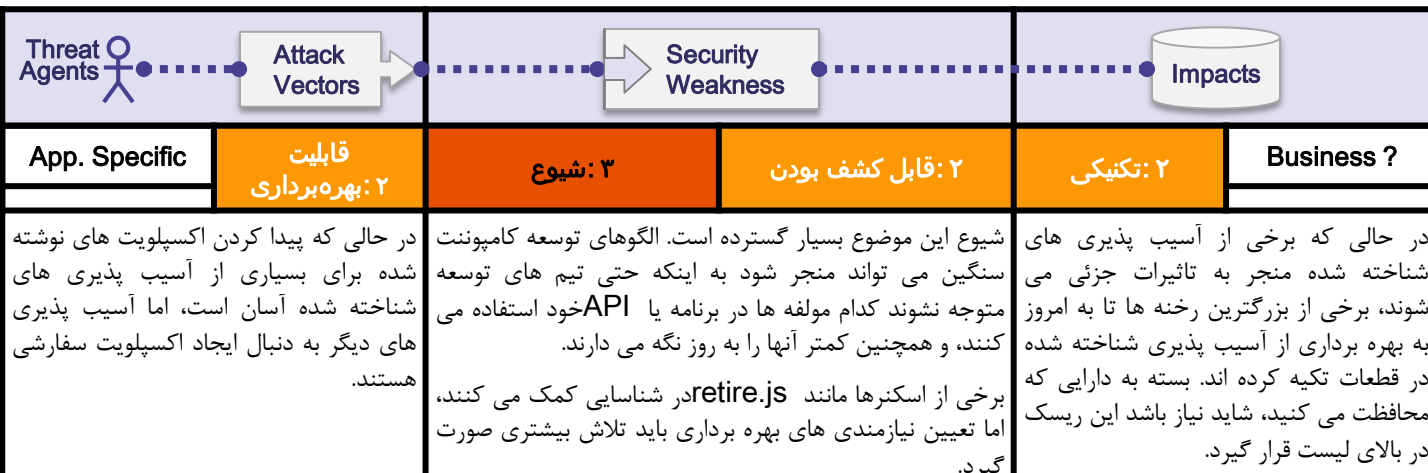 Threat
Agents
Attack
Vectors
Security
Weakness
Impacts
App. Specific
قابلیت
بهره‌برداری: ۲
شیوع: ۳
قابل کشف بودن: ۲
تکنیکی: ۲
Business ?
در حالی که پیدا کردن اکسپلویت های نوشته
شده برای بسیاری از آسیب پذیری های
شناخته شده آسان است، اما آسیب پذیری
های دیگر به دنبال ایجاد اکسپلویت سفارشی
هستند.
شیوع این موضوع بسیار گسترده است. الگوهای توسعه کامپوننت
سنگین می تواند منجر شود به اینکه حتی تیم های توسعه
متوجه نشوند کدام مولفه ها در برنامه یا API خود استفاده می
کنند، و همچنین کمتر آنها را به روز نگه می دارند.
برخی از اسکنرها مانند retire.js در شناسایی کمک می کنند،
اما تعیین نیازمندی های بهره برداری باید تلاش بیشتری صورت
گیرد.
در حالی که برخی از آسیب پذیری های
شناخته شده منجر به تاثیرات جزئی می
شوند، برخی از بزرگترین رخنه ها تا به امروز
به بهره برداری از آسیب پذیری شناخته شده
در قطعات تکیه کرده اند. بسته به دارایی که
محافظت می کنید، شاید نیاز باشد این ریسک
در بالای لیست قرار گیرد.